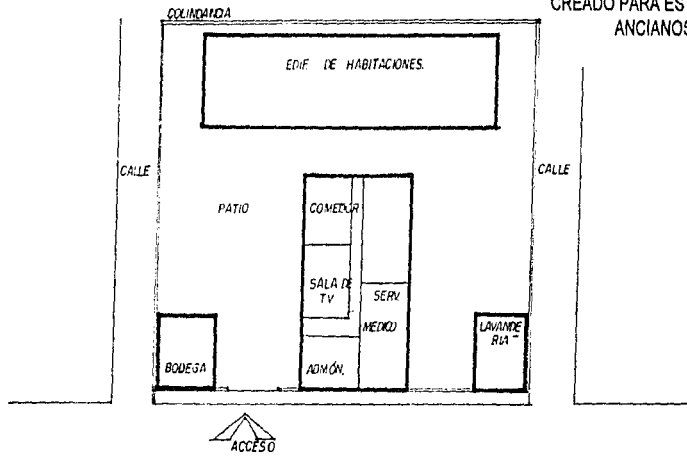 CREADO PARA ES
ANCIANOS
COLINDANCIA
EDIF. DE HABITACIONES.
CALLE
CALLE
PATIO
COMEDOR
SALA DE
TV
SERV.
MEDICO
LAVANDE
RIA
BODEGA
ADMÓN.
ACCESO